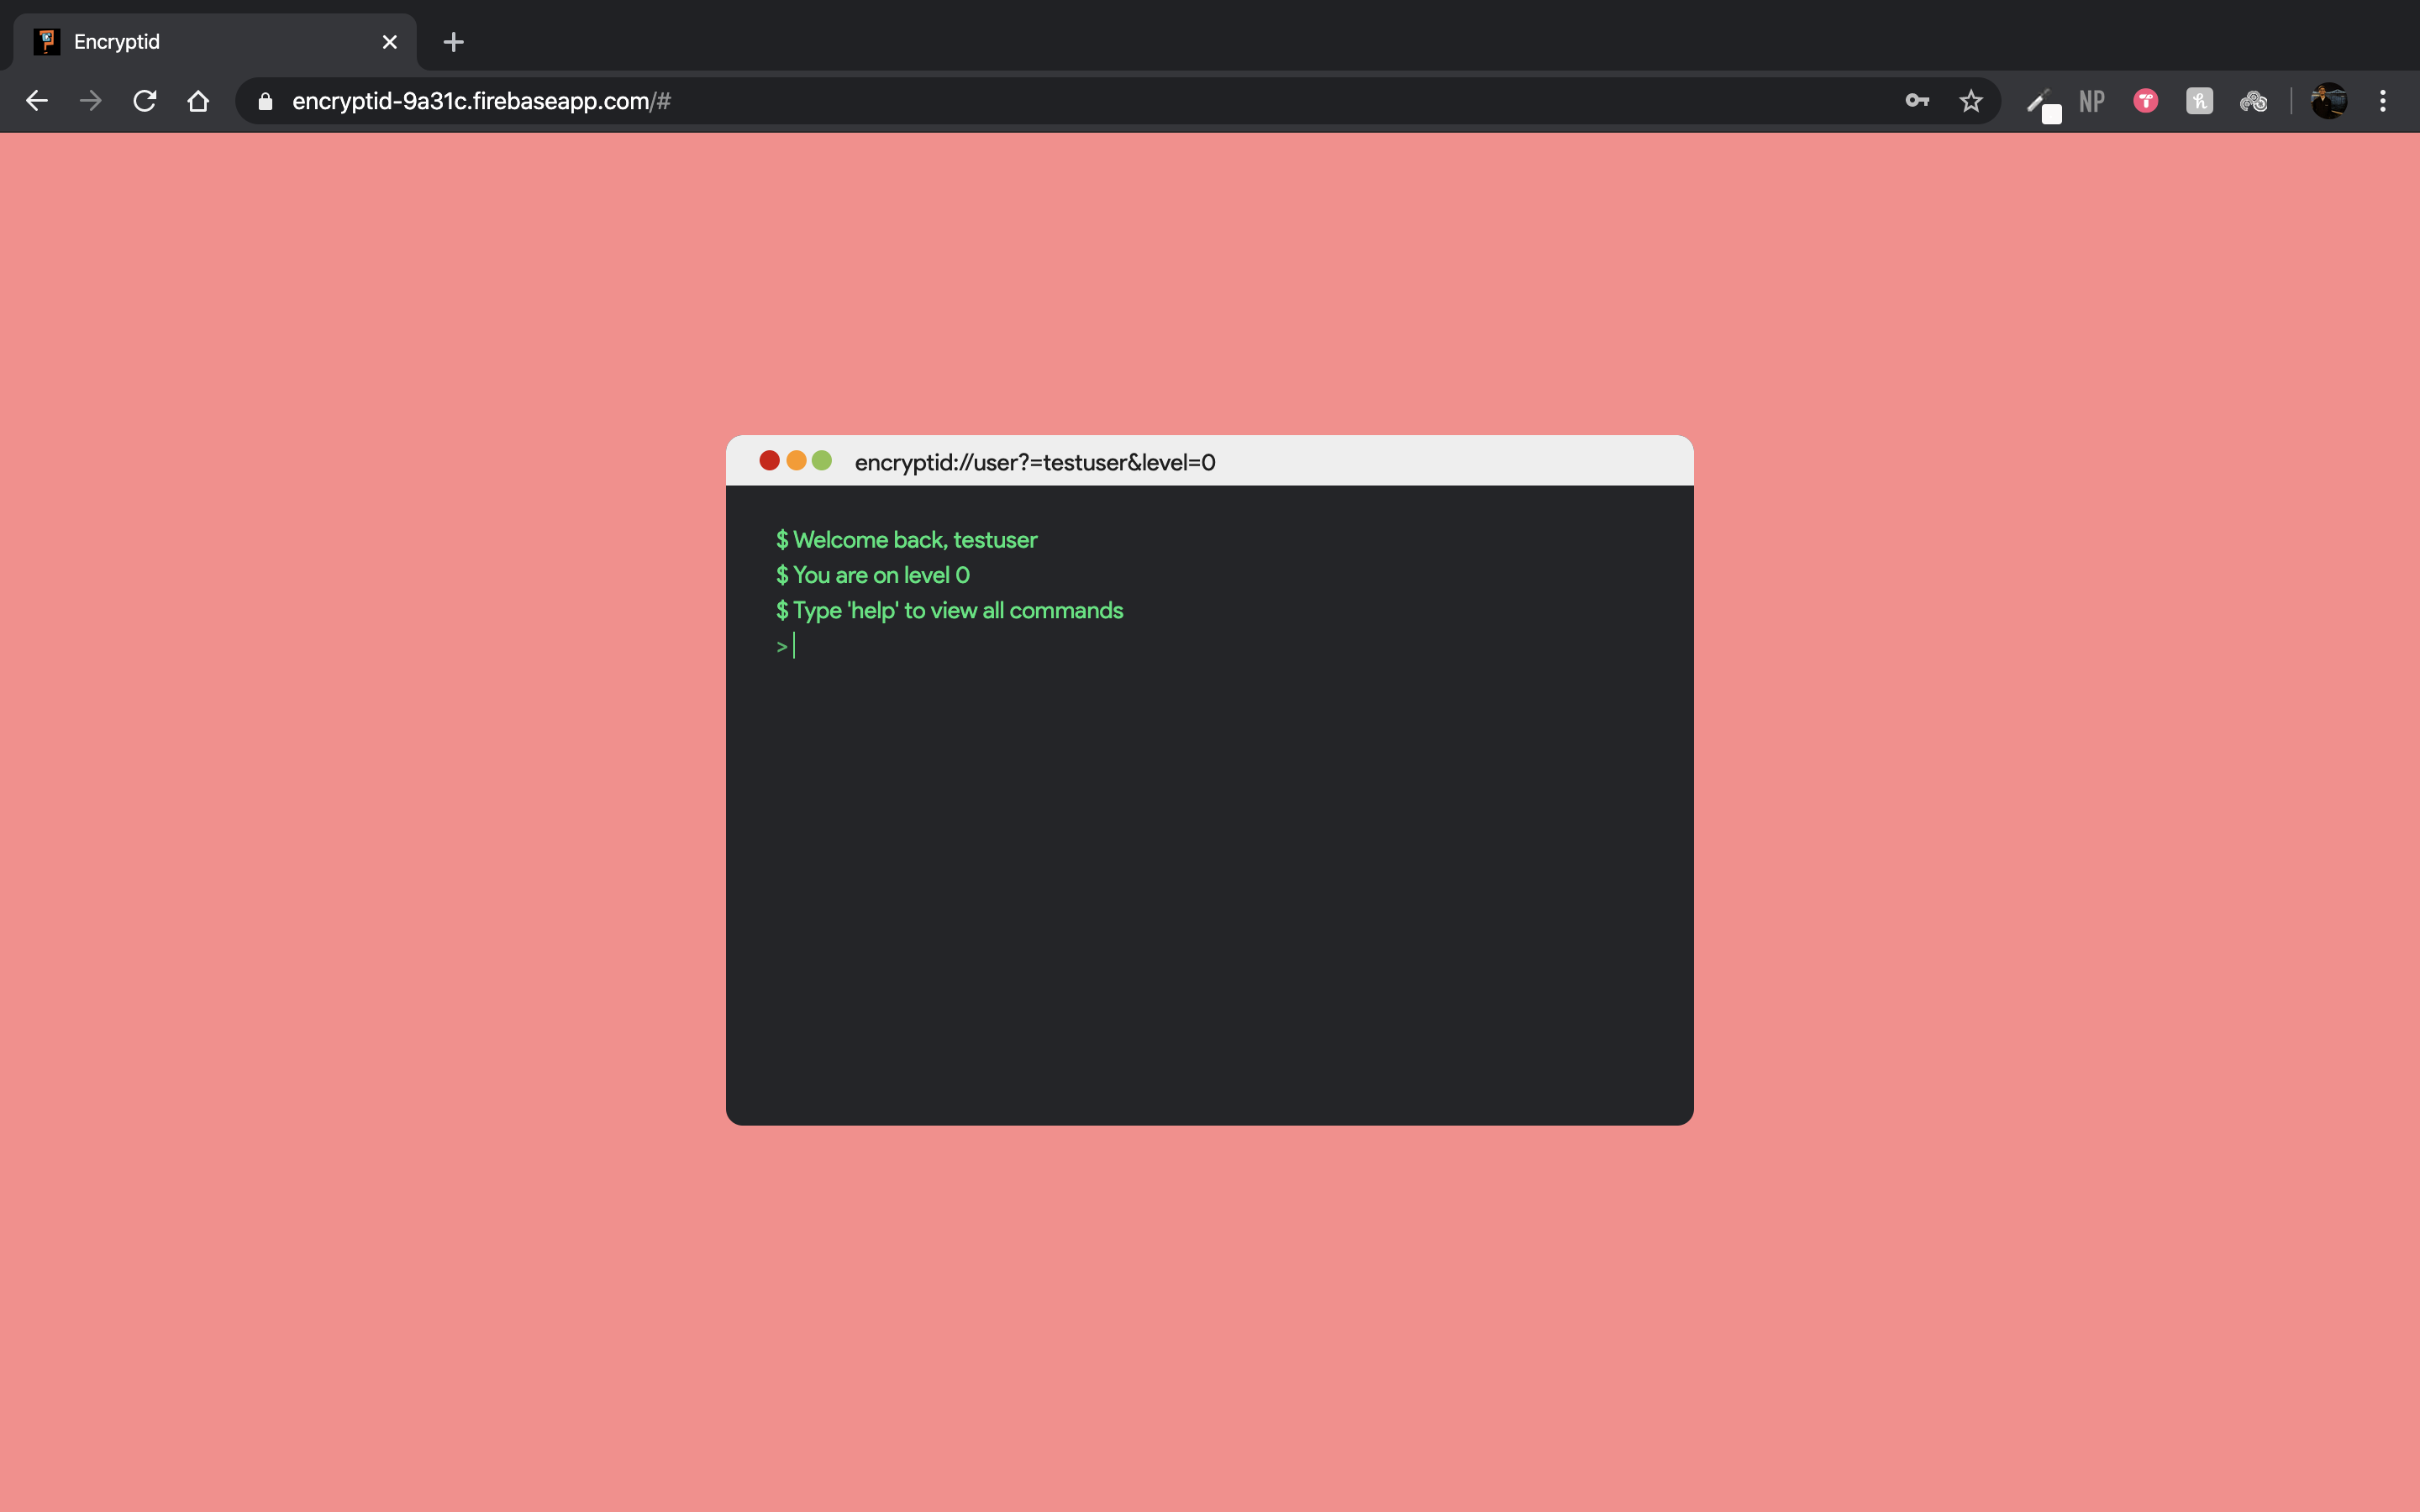 Encryptid
encryptid-9a31c.firebaseapp.com/#
NP
encryptid://user?=testuser&level=0
$ Welcome back, testuser
$ You are on level 0
$ Type 'help' to view all commands
>